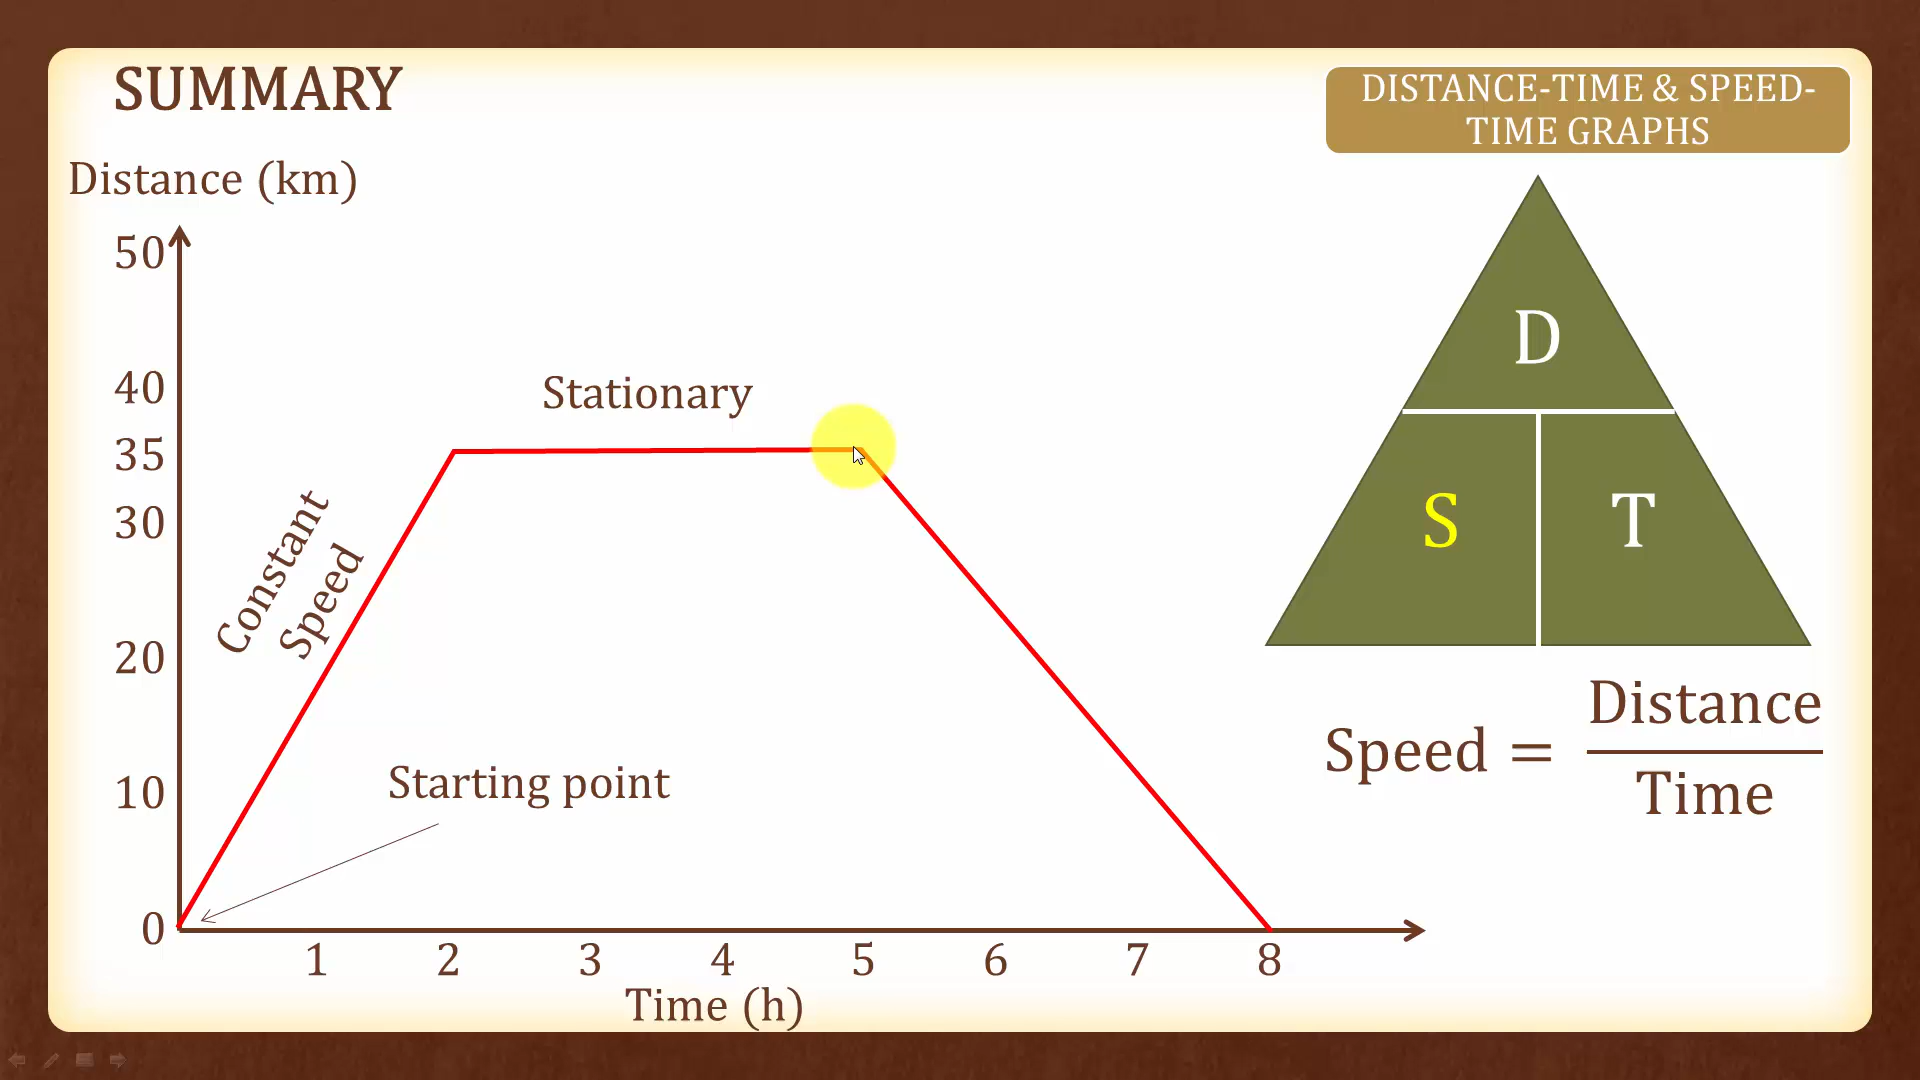 SUMMARY
DISTANCE-TIME & SPEED-
TIME GRAPHS
Distance (km)
50
40
35
30
20
10
0
Stationary
Constant
Speed
Starting point
1 2 3 4 5 6 7 8
Time (h)
D
S T
Speed = Distance
Time